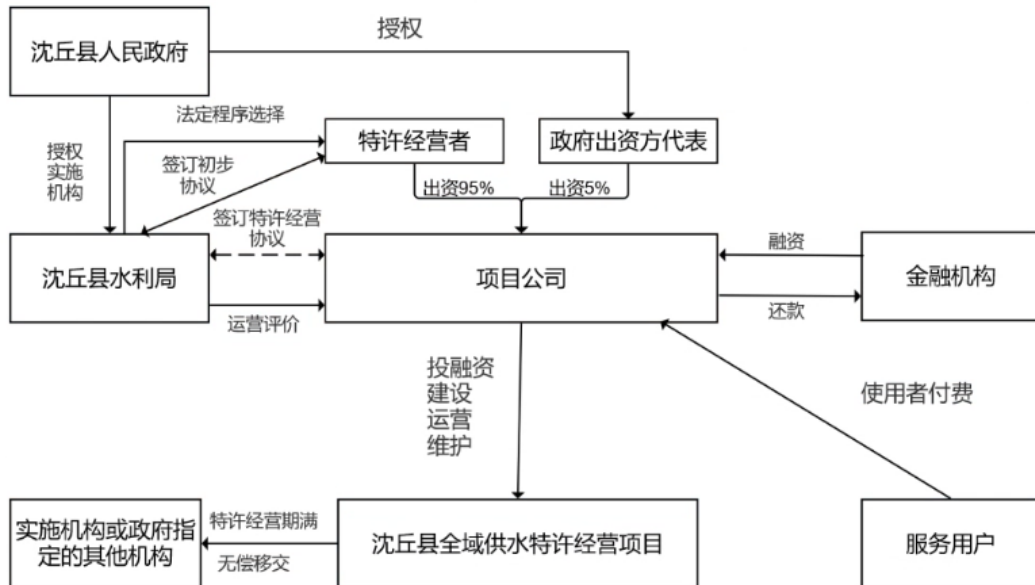 授权
沈丘县人民政府
法定程序选择
特许经营者
政府出资方代表
授权
实施
机构
签订初步
协议
出资95%
出资5%
签订特许经营
协议
沈丘县水利局
项目公司
融资
金融机构
还款
运营评价
投融资
建设
运营
维护
使用者付费
实施机构或政府指
定的其他机构
特许经营期满
无偿移交
沈丘县全域供水特许经营项目
服务用户